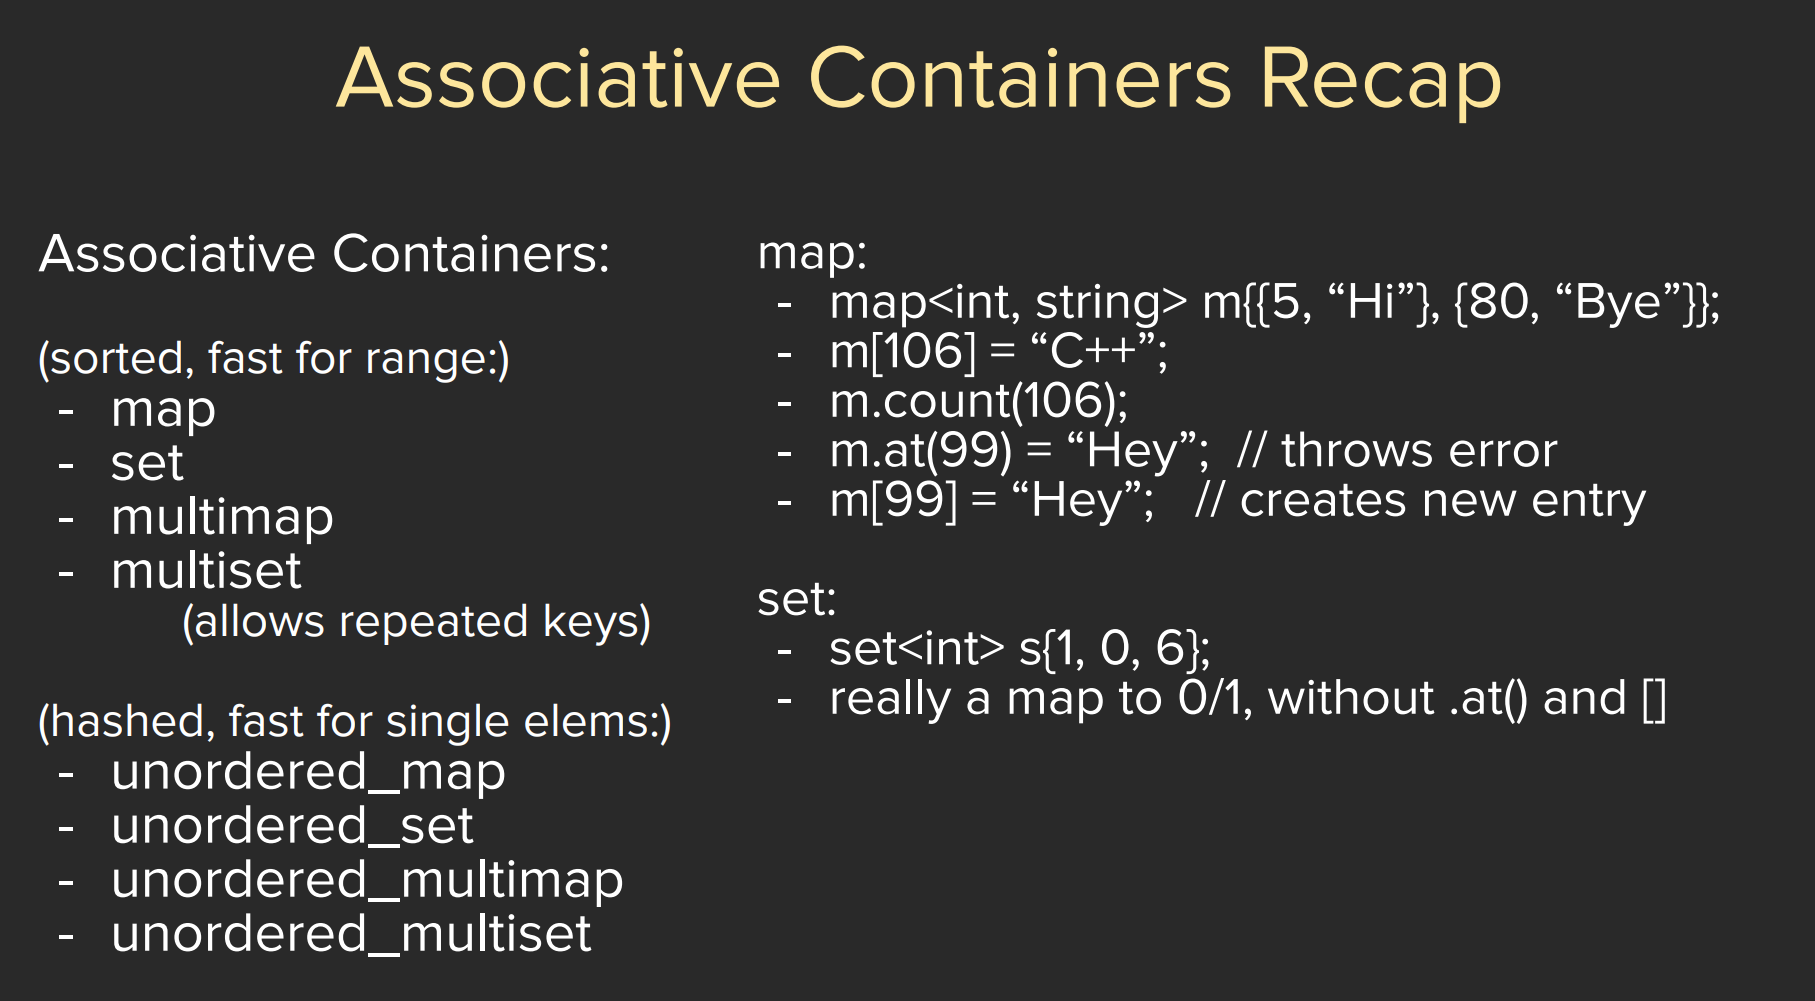 Associative Containers Recap
Associative Containers:
(sorted, fast for range:)
- map
- set
- multimap
- multiset
(allows repeated keys)
(hashed, fast for single elems:)
- unordered_map
- unordered_set
- unordered_multimap
- unordered_multiset
map:
- map<int, string> m{{5, “Hi”}, {80, “Bye”}};
- m[106] = “C++”;
- m.count(106);
- m.at(99) = “Hey”;  // throws error
- m[99] = “Hey”;   // creates new entry
set:
- set<int> s{1, 0, 6};
- really a map to 0/1, without .at() and []